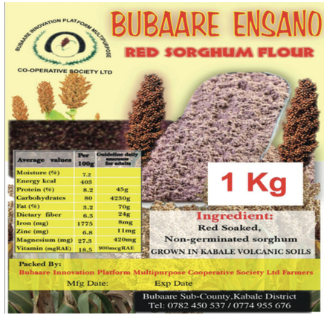 BUBAARE INNOVATION PLATFORM MULTIPURPOSE
CO-OPERATIVE SOCIETY LTD
BUBAARE ENSANO
RED SORGHUM FLOUR
Average values Per 100g Guideline daily amounts for adults
Moisture (%) 7.2
Energy kcal 403
Protein (%) 8.2 45g
Carbohydrates 80 4230g
Fat (%) 3.2 70g
Dietary fiber 6.3 24g
Iron (mg) 1773 8mg
Zinc (mg) 6.8 11mg
Magnesium (mg) 27.3 420mg
Vitamin (mgRAE) 18.5 900mcgRAE
1 Kg
Ingredient:
Red Soaked,
Non-germinated sorghum
GROWN IN KABALE VOLCANIC SOILS
Packed By:
Bubaare Innovation Platform Multipurpose Cooperative Society Ltd Farmers
Mfg Date: Exp Date
Bubaare Sub-County,Kabale District
Tel: 0782 450 537 / 0774 955 676